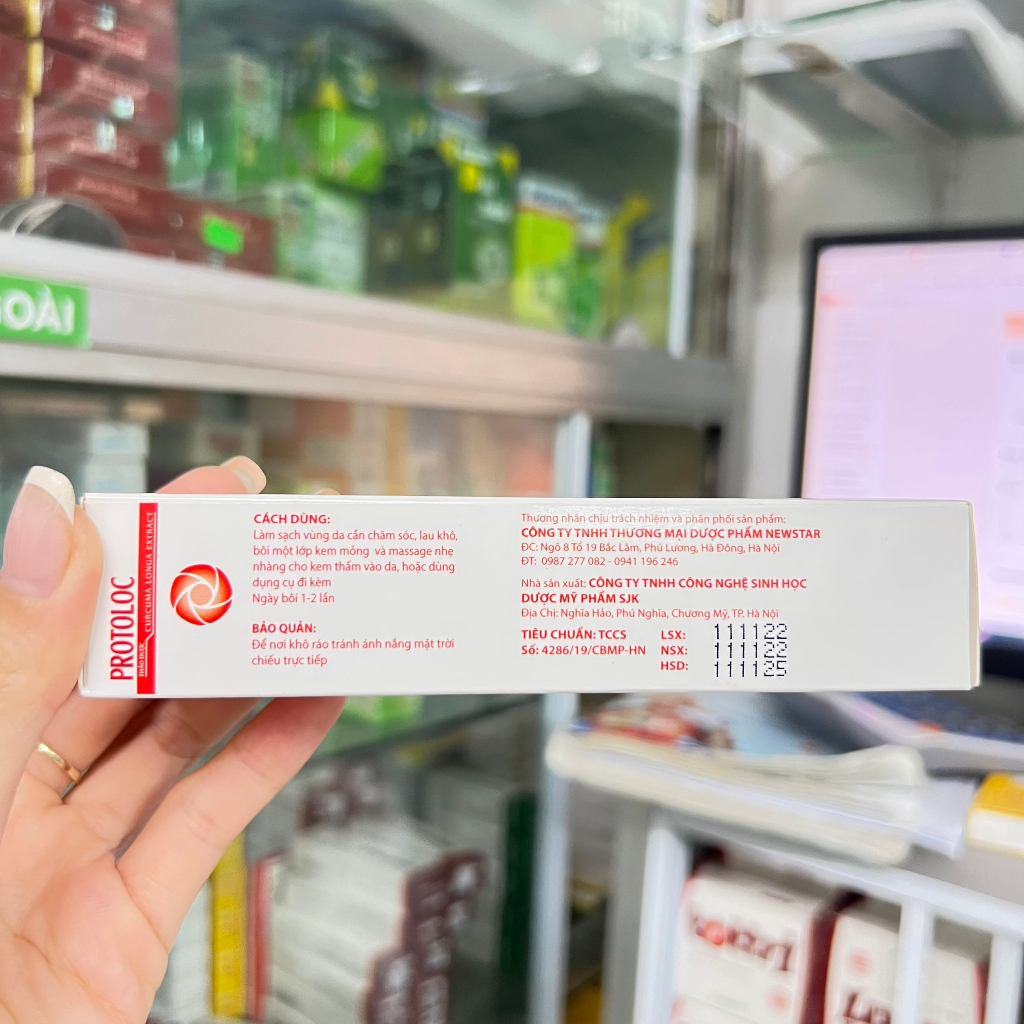 OÀI
PROTOLOC
THẢO DƯỢC
CURCUMA LONGA EXTRACT
CÁCH DÙNG:
Làm sạch vùng da cần chăm sóc, lau khô,
bôi một lớp kem mỏng và massage nhẹ
nhàng cho kem thấm vào da, hoặc dùng
dụng cụ đi kèm
Ngày bôi 1-2 lần
BẢO QUẢN:
Để nơi khô ráo tránh ánh nắng mặt trời
chiếu trực tiếp
Thương nhân chịu trách nhiệm và phân phối sản phẩm:
CÔNG TY TNHH THƯƠNG MẠI DƯỢC PHẨM NEWSTAR
ĐC: Ngõ 8 Tổ 19 Bắc Lãm, Phú Lương, Hà Đông, Hà Nội
ĐT: 0987 277 082 - 0941 196 246
Nhà sản xuất: CÔNG TY TNHH CÔNG NGHỆ SINH HỌC
DƯỢC MỸ PHẨM SJK
Địa Chỉ: Nghĩa Hảo, Phú Nghĩa, Chương Mỹ, TP. Hà Nội
TIÊU CHUẨN: TCCS
Số: 4286/19/CBMP-HN
LSX: 111122
NSX: 111122
HSD: 111125